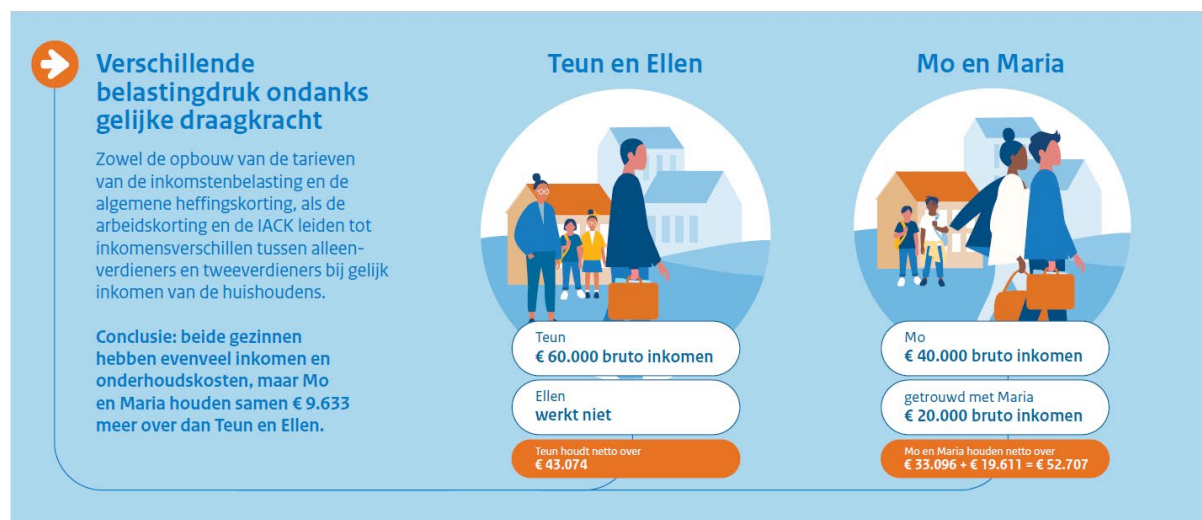 Verschillende
belastingdruk ondanks
gelijke draagkracht
Zowel de opbouw van de tarieven
van de inkomstenbelasting en de
algemene heffingskorting, als de
arbeidskorting en de IACK leiden tot
inkomensverschillen tussen alleen-
verdieners en tweeverdieners bij gelijk
inkomen van de huishoudens.
Conclusie: beide gezinnen
hebben evenveel inkomen en
onderhoudskosten, maar Mo
en Maria houden samen € 9.633
meer over dan Teun en Ellen.
Teun en Ellen
Teun
€ 60.000 bruto inkomen
Ellen
werkt niet
Teun houdt netto over
€ 43.074
Mo en Maria
Mo
€ 40.000 bruto inkomen
getrouwd met Maria
€ 20.000 bruto inkomen
Mo en Maria houden netto over
€ 33.096 + € 19.611 = € 52.707